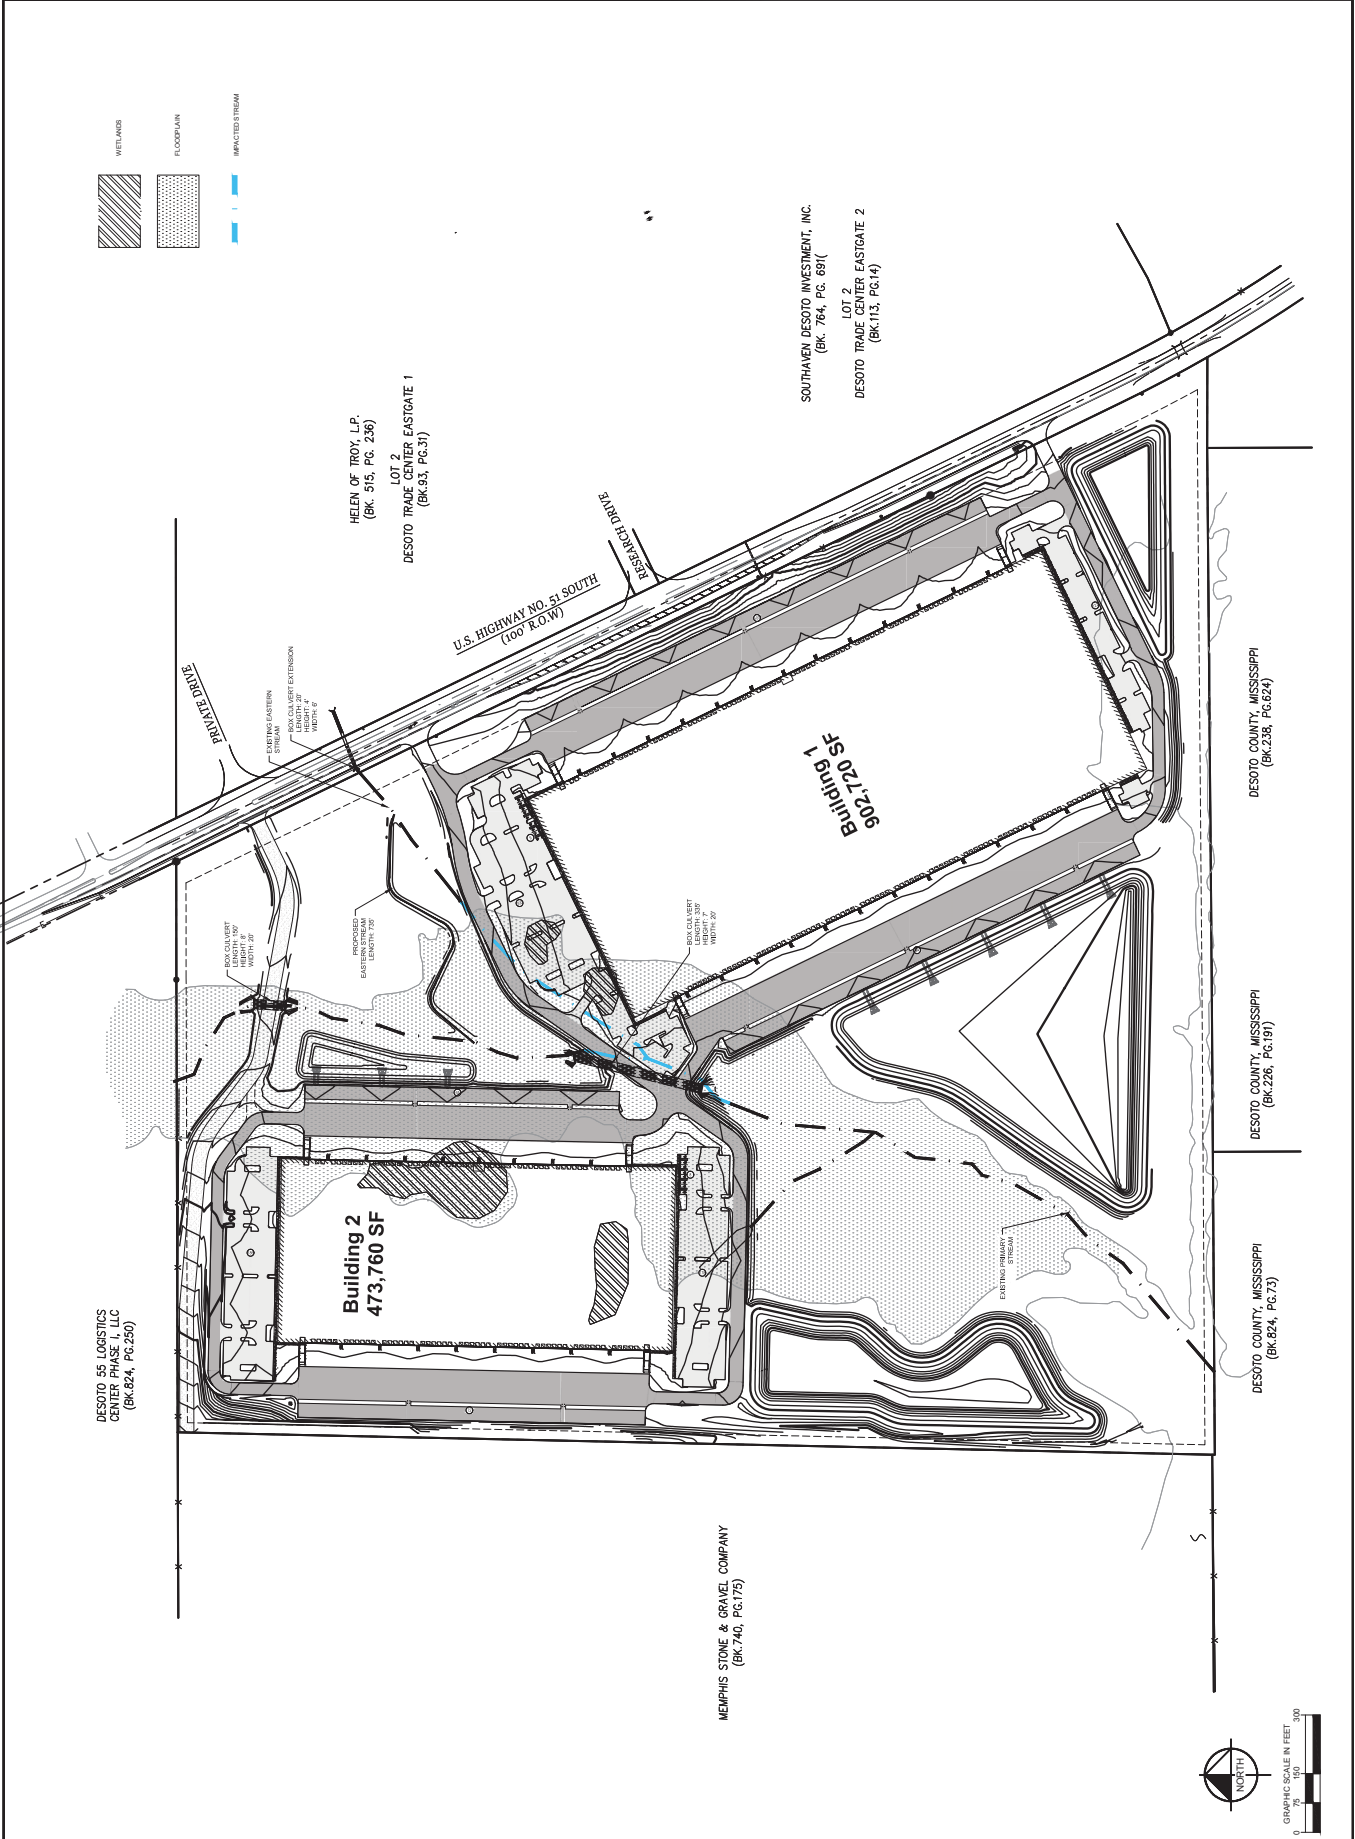 WETLANDS
FLOODPLAIN
IMPACTED STREAM
SOUTHAVEN DESOTO INVESTMENT, INC.
(BK. 764, PG. 691(
LOT 2
DESOTO TRADE CENTER EASTGATE 2
(BK.113, PG.14)
HELEN OF TROY, L.P.
(BK. 515, PG. 236)
LOT 2
DESOTO TRADE CENTER EASTGATE 1
(BK.93, PG.31)
RESEARCH DRIVE
U.S. HIGHWAY NO. 51 SOUTH
(100' R.O.W)
PRIVATE DRIVE
EXISTING EASTERN
STREAM
BOX CULVERT EXTENSION
LENGTH: 20'
HEIGHT: 4'
WIDTH: 6'
BOX CULVERT
LENGTH: 150'
HEIGHT: 8'
WIDTH: 20'
PROPOSED
EASTERN STREAM
LENGTH: 735'
BOX CULVERT
LENGTH: 335'
HEIGHT: 7'
WIDTH: 20'
Building 1
902,720 SF
Building 2
473,760 SF
EXISTING PRIMARY
STREAM
DESOTO COUNTY, MISSISSIPPI
(BK.238, PG.624)
DESOTO COUNTY, MISSISSIPPI
(BK.226, PG.191)
DESOTO COUNTY, MISSISSIPPI
(BK.824, PG.73)
DESOTO 55 LOGISTICS
CENTER PHASE I, LLC
(BK.824, PG.250)
MEMPHIS STONE & GRAVEL COMPANY
(BK.740, PG.175)
NORTH
GRAPHIC SCALE IN FEET
0 75 150 300